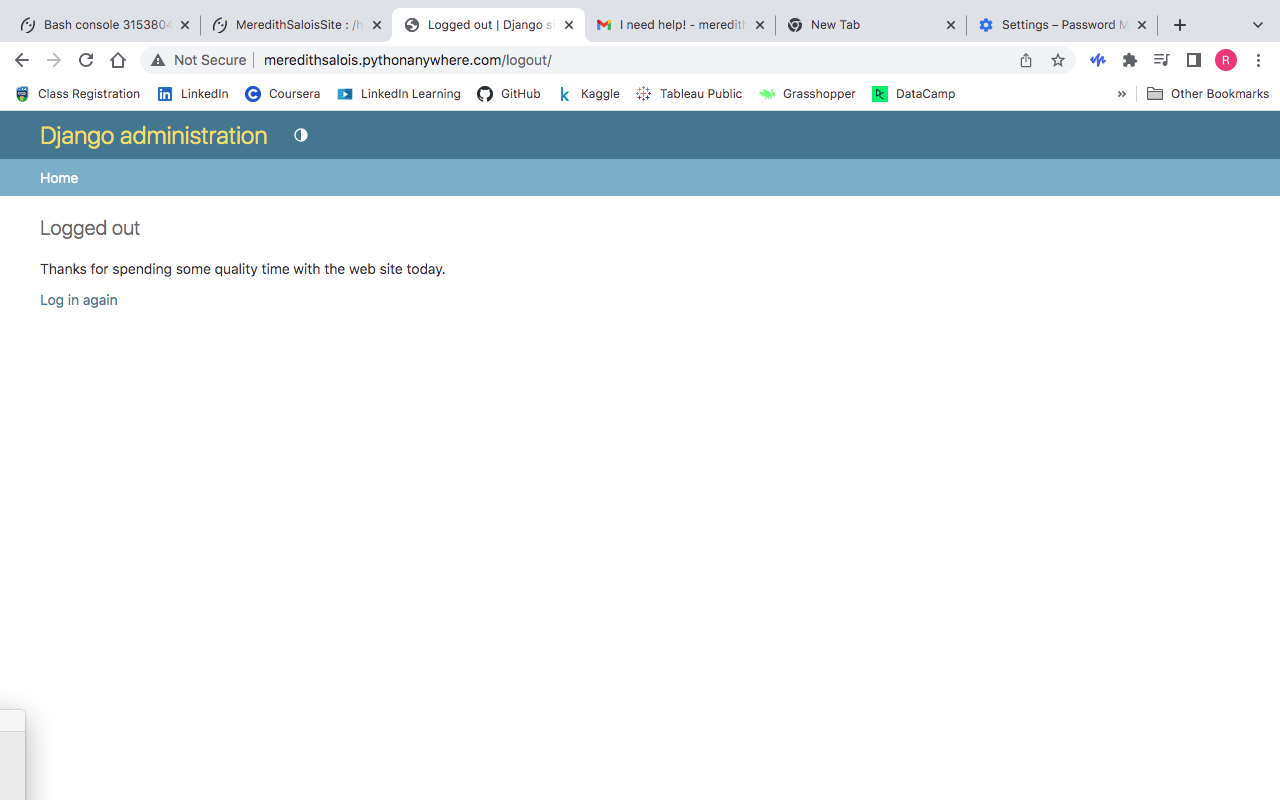 Bash console 3153804
MeredithSaloisSite : /h
Logged out | Django si
I need help! - meredith
New Tab
Settings – Password M
Not Secure
meredithsalois.pythonanywhere.com/logout/
R
Class Registration
LinkedIn
Coursera
LinkedIn Learning
GitHub
Kaggle
Tableau Public
Grasshopper
DataCamp
»
Other Bookmarks
Django administration
Home
Logged out
Thanks for spending some quality time with the web site today.
Log in again